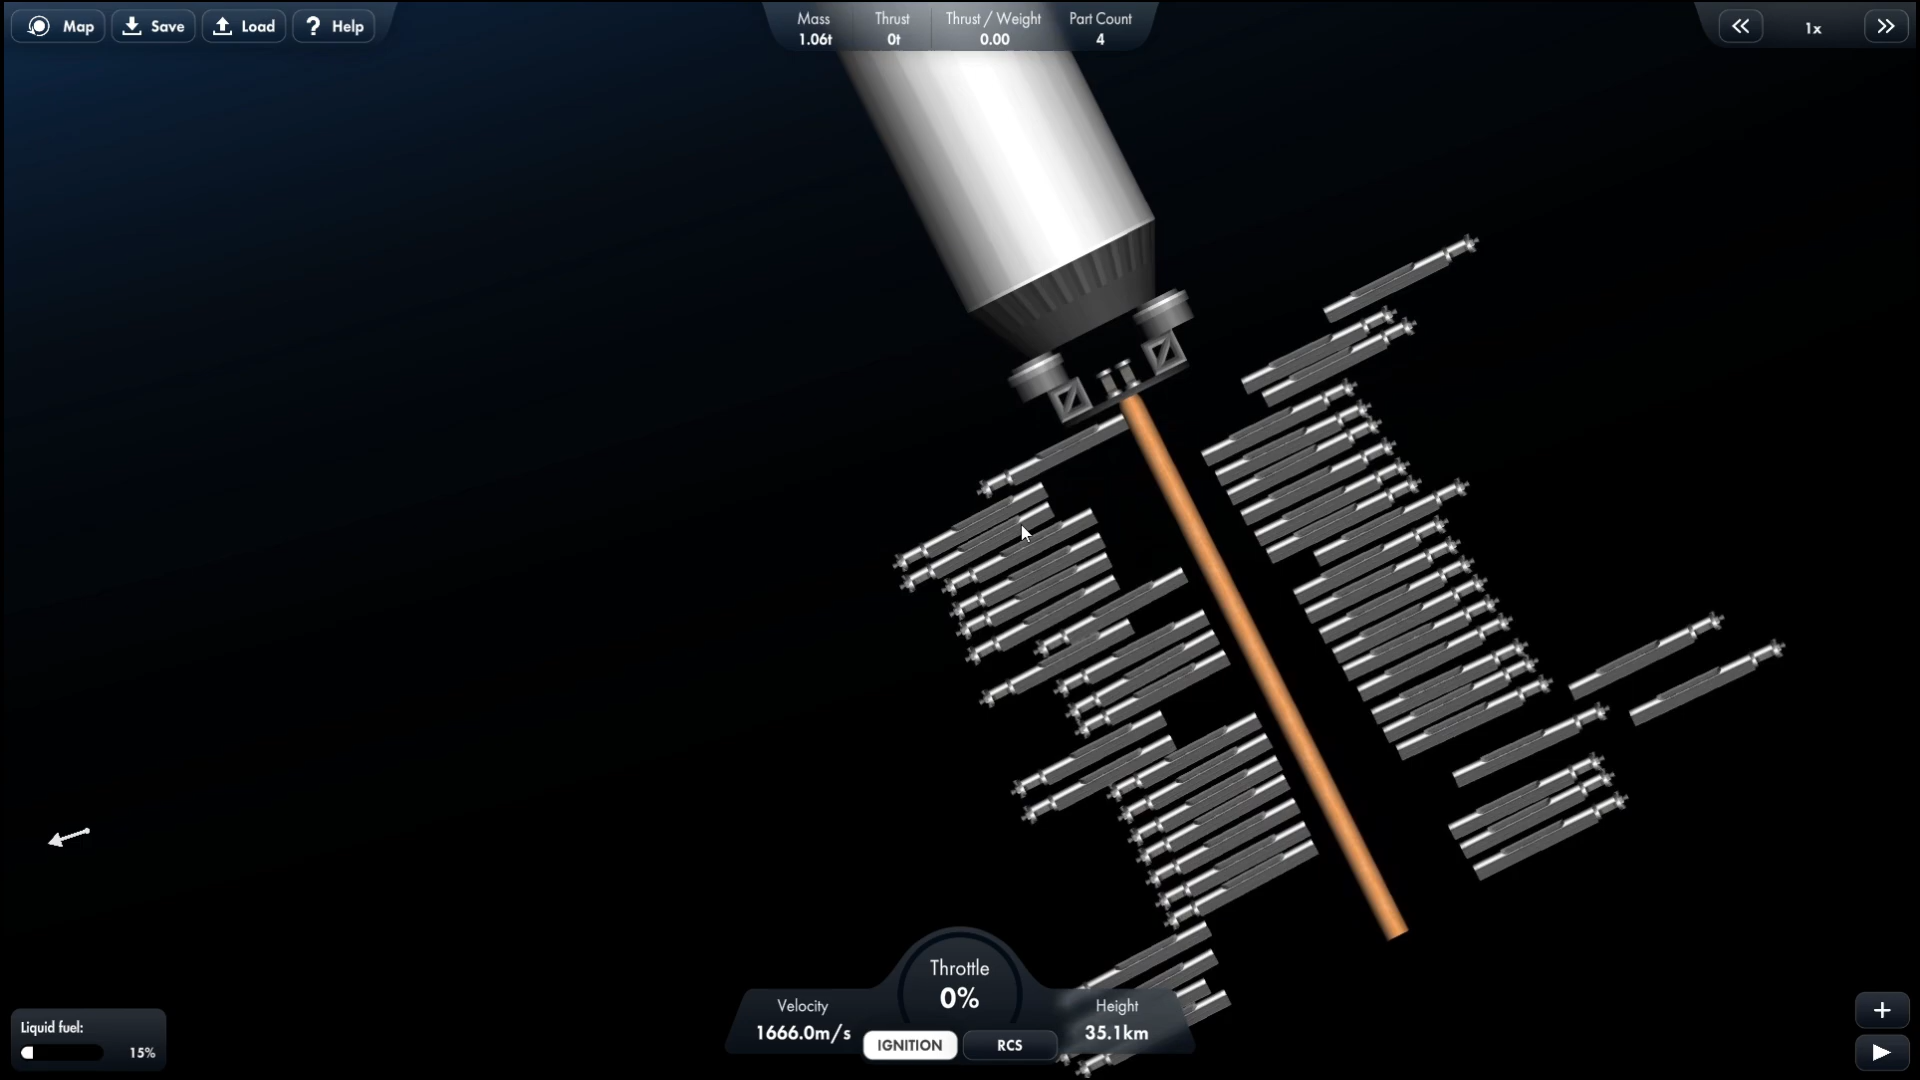 Map
Save
Load
? Help
Mass
1.06t
Thrust
0t
Thrust / Weight
0.00
Part Count
4
1x
Throttle
0%
Velocity
1666.0m/s
IGNITION
RCS
Height
35.1km
Liquid fuel:
15%